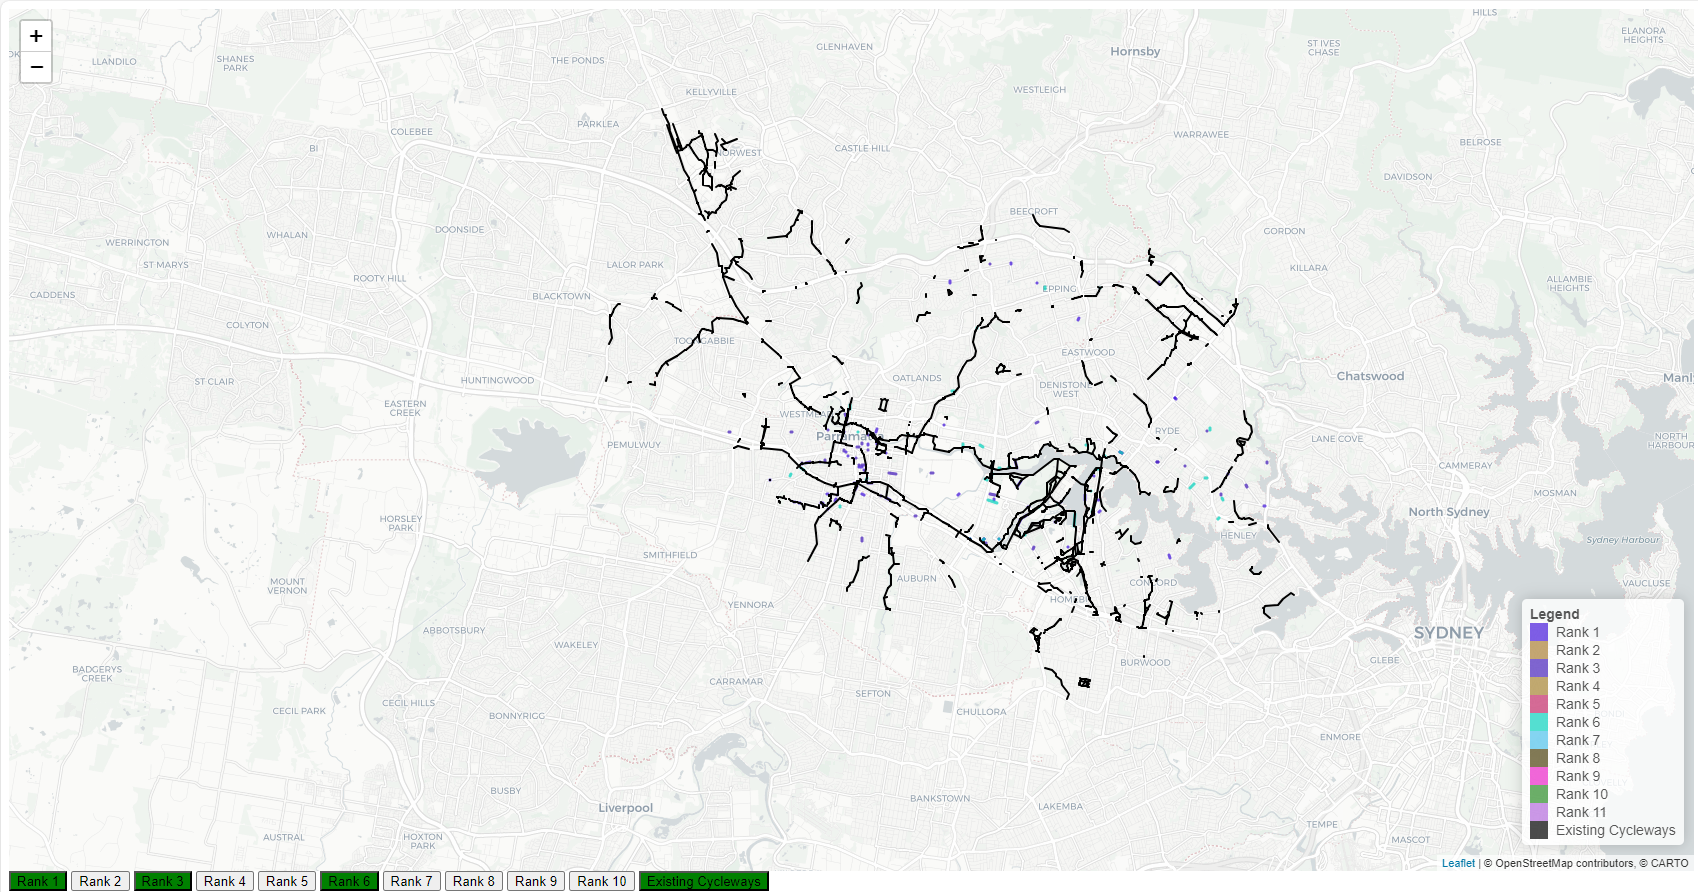 +
−
HILLS
ELANORA
HEIGHTS
LLANDILO
SHANES
PARK
THE PONDS
GLENHAVEN
Hornsby
ST IVES
CHASE
KELLYVILLE
WESTLEIGH
COLEBEE
PARKLEA
WARRAWEE
BELROSE
NORWEST
CASTLE HILL
DAVIDSON
BEECROFT
WERRINGTON
WHALAN
DOONSIDE
GORDON
ST MARYS
ROOTY HILL
LALOR PARK
KILLARA
ALLAMBIE
HEIGHTS
CADDENS
BLACKTOWN
EPPING
COLYTON
TOONGABBIE
EASTWOOD
ST CLAIR
HUNTINGWOOD
OATLANDS
DENISTONE
WEST
Chatswood
EASTERN
CREEK
WESTMEAD
Parramatta
PEMULWUY
RYDE
LANE COVE
NORTH
HARBOUR
CAMMERAY
MOSMAN
HORSLEY
PARK
North Sydney
SMITHFIELD
HENLEY
Sydney Harbour
MOUNT
VERNON
AUBURN
CONCORD
VAUCLUSE
YENNORA
ABBOTSBURY
WAKELEY
SYDNEY
BADGERYS
CREEK
CARRAMAR
SEFTON
BURWOOD
GLEBE
CECIL PARK
CECIL HILLS
BONNYRIGG
CHULLORA
ENMORE
BUSBY
Liverpool
BANKSTOWN
LAKEMBA
TEMPE
AUSTRAL
HOXTON
PARK
MASCOT
Legend
Rank 1
Rank 2
Rank 3
Rank 4
Rank 5
Rank 6
Rank 7
Rank 8
Rank 9
Rank 10
Rank 11
Existing Cycleways
Leaflet | © OpenStreetMap contributors, © CARTO
Rank 1 Rank 2 Rank 3 Rank 4 Rank 5 Rank 6 Rank 7 Rank 8 Rank 9 Rank 10 Existing Cycleways